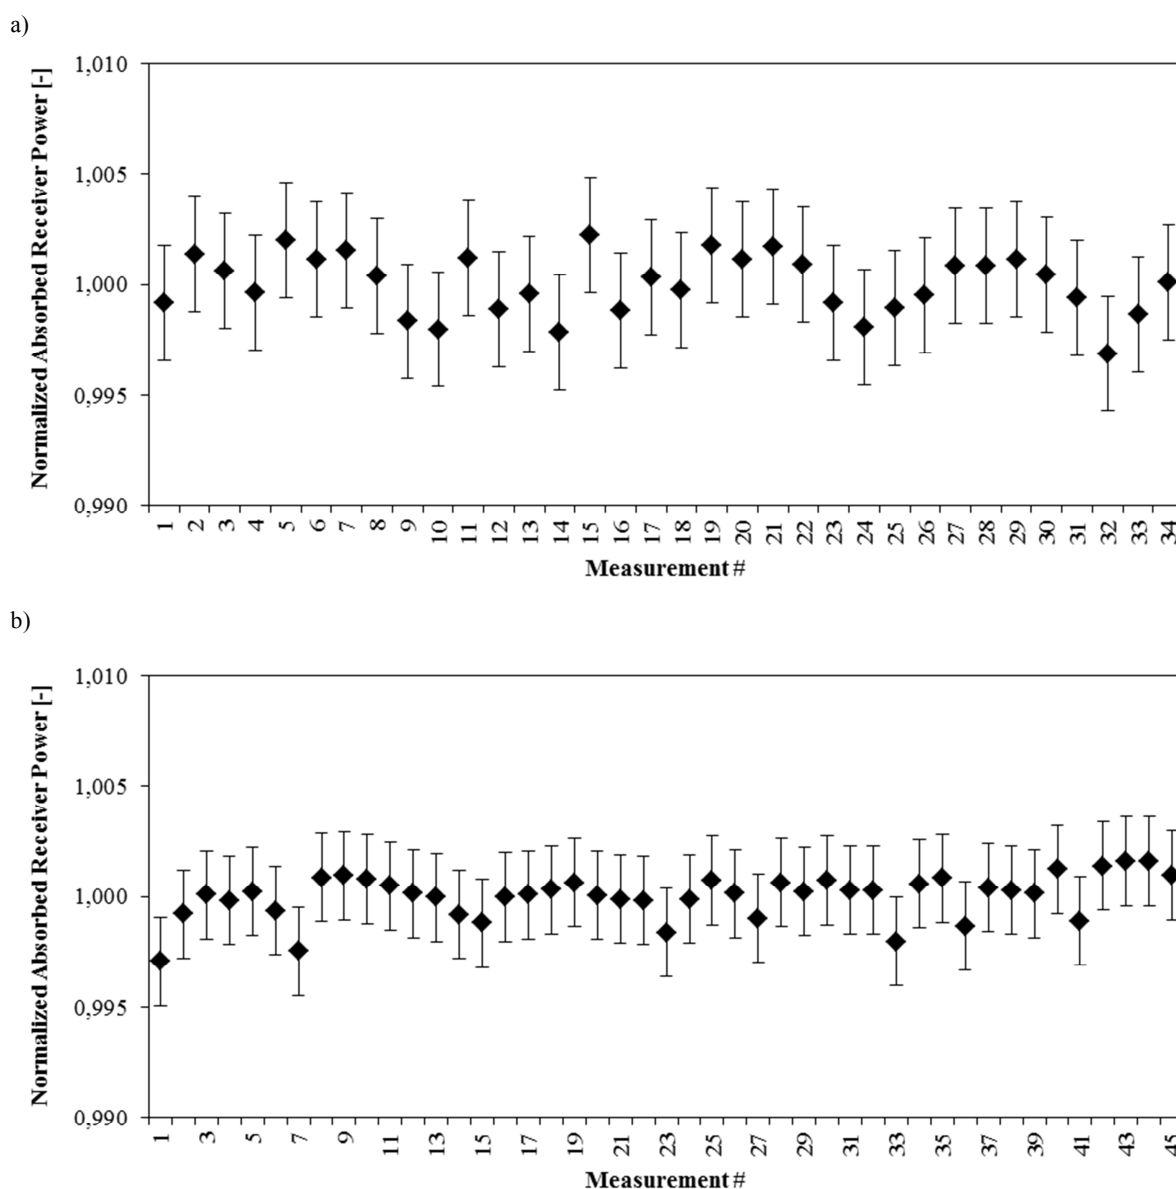 a)
Normalized Absorbed Receiver Power [-]
1,010
1,005
1,000
0,995
0,990
1 2 3 4 5 6 7 8 9 10 11 12 13 14 15 16 17 18 19 20 21 22 23 24 25 26 27 28 29 30 31 32 33 34
Measurement #
b)
Normalized Absorbed Receiver Power [-]
1,010
1,005
1,000
0,995
0,990
1 3 5 7 9 11 13 15 17 19 21 23 25 27 29 31 33 35 37 39 41 43 45
Measurement #